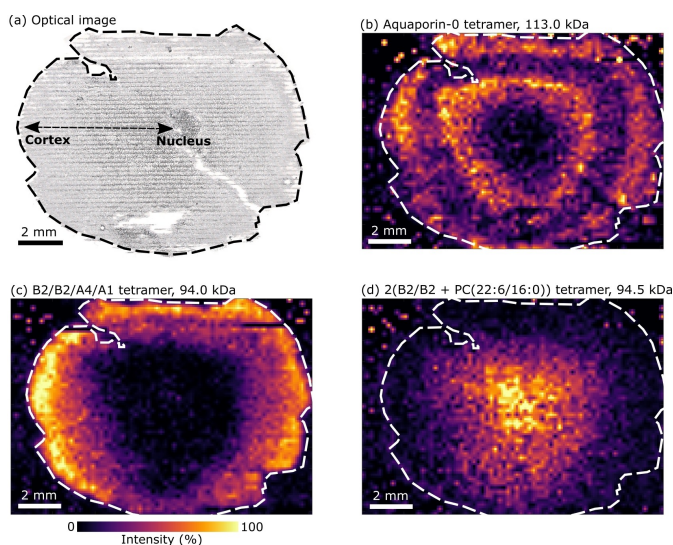 (a) Optical image
Cortex
Nucleus
2 mm
(b) Aquaporin-0 tetramer, 113.0 kDa
2 mm
(c) B2/B2/A4/A1 tetramer, 94.0 kDa
2 mm
(d) 2(B2/B2 + PC(22:6/16:0)) tetramer, 94.5 kDa
2 mm
0 100
Intensity (%)